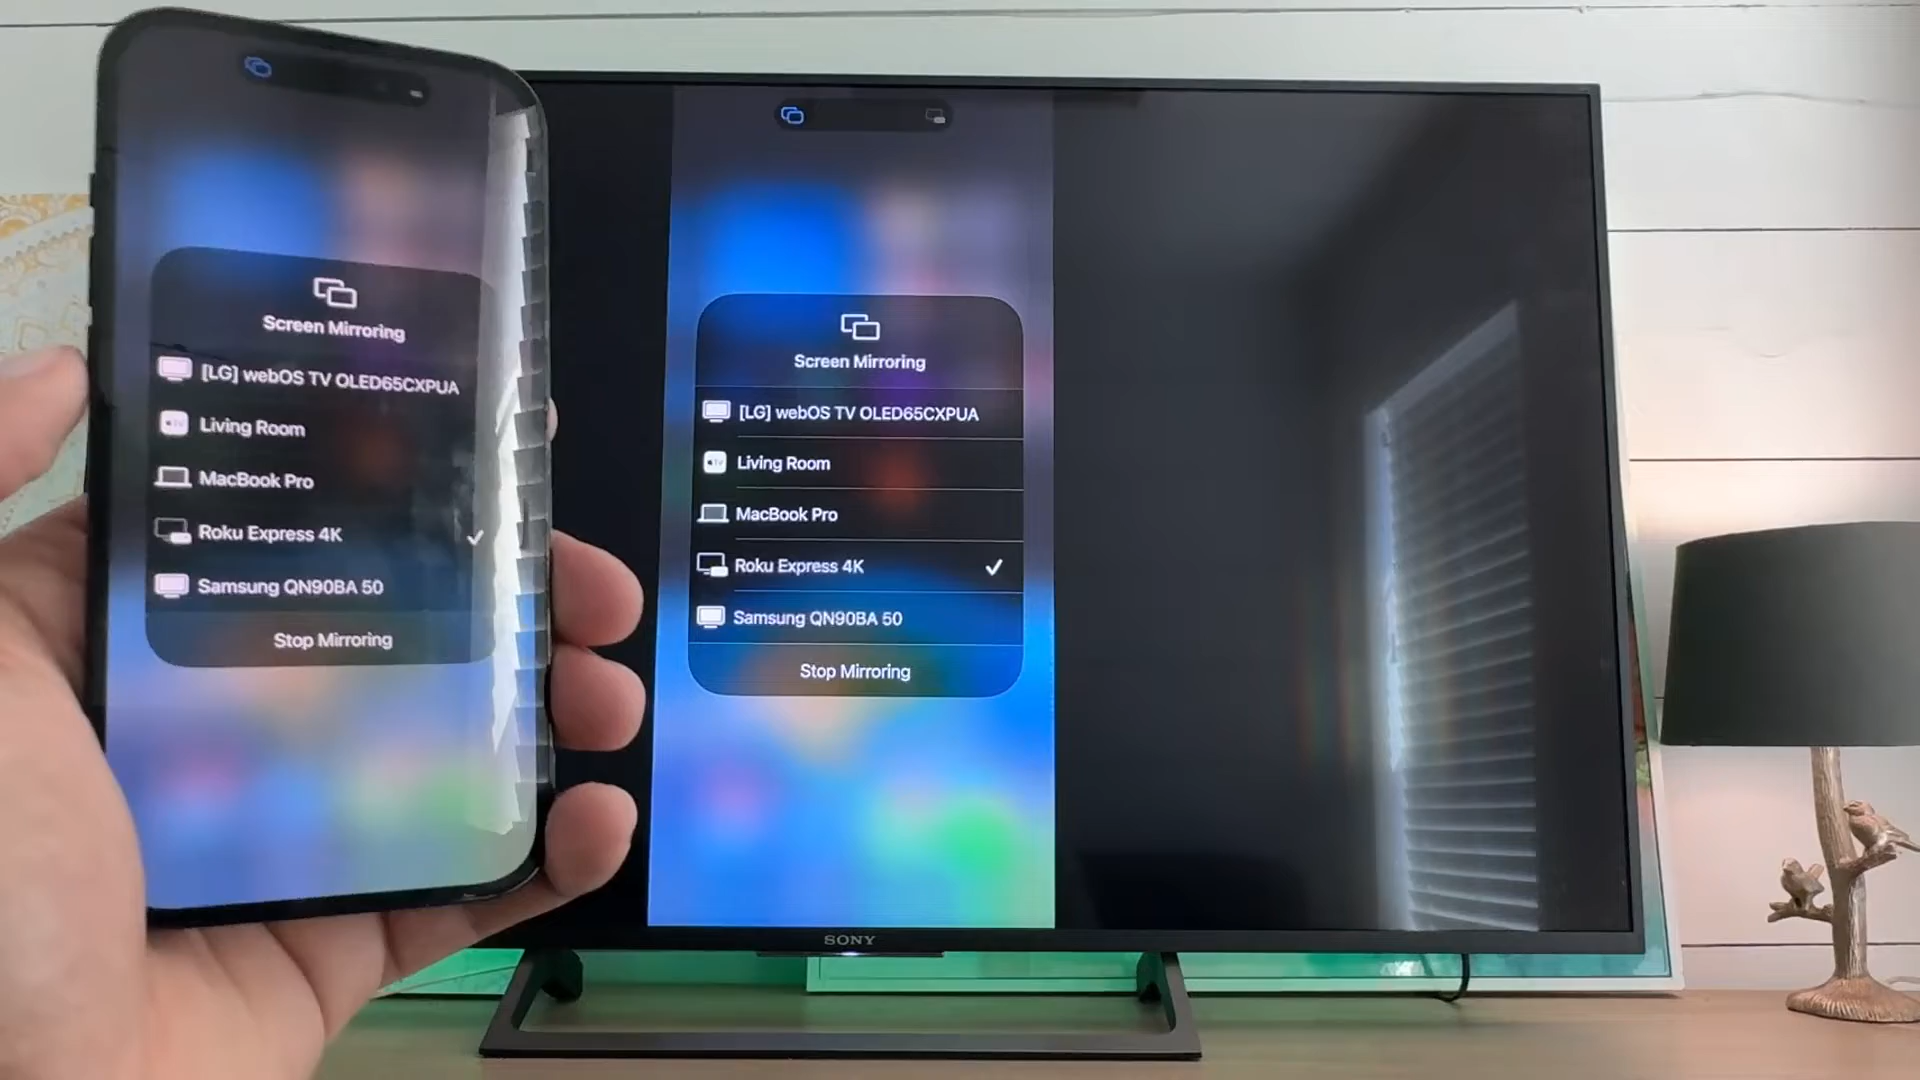 Screen Mirroring
[LG] webOS TV OLED65CXPUA
Living Room
MacBook Pro
Roku Express 4K
Samsung QN90BA 50
Stop Mirroring
Screen Mirroring
[LG] webOS TV OLED65CXPUA
Living Room
MacBook Pro
Roku Express 4K
Samsung QN90BA 50
Stop Mirroring
SONY